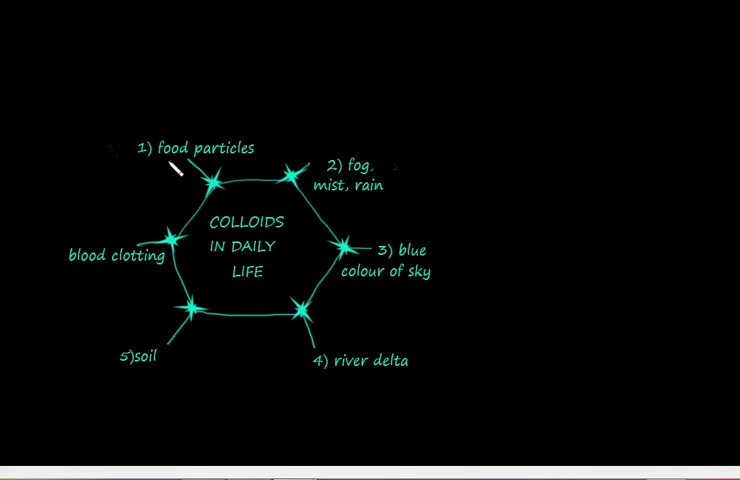 1) food particles
2) fog,
mist, rain
COLLOIDS
IN DAILY
LIFE
3) blue
colour of sky
blood clotting
5)soil
4) river delta